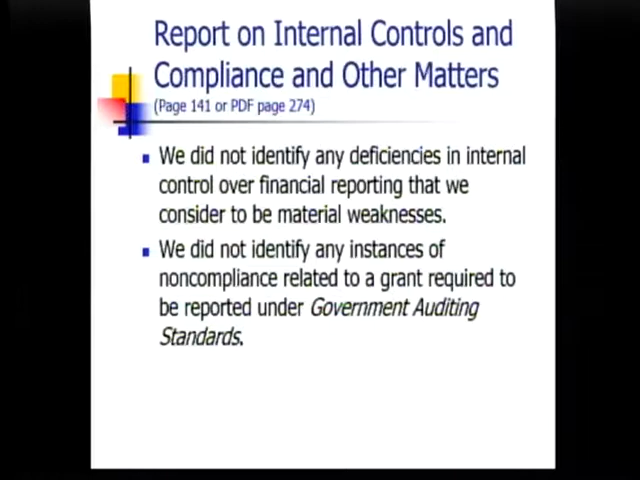 Report on Internal Controls and
Compliance and Other Matters
(Page 141 or PDF page 274)
We did not identify any deficiencies in internal
control over financial reporting that we
consider to be material weaknesses.
We did not identify any instances of
noncompliance related to a grant required to
be reported under Government Auditing
Standards.